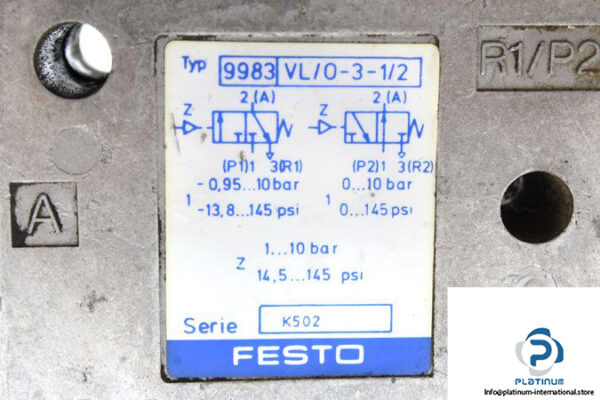 Typ 9983 VL/O-3-1/2
R1/P2
2 (A) 2(A)
Z Z
(P1)1 3(R1) (P2)1 3(R2)
-0,95...10 bar 0...10 bar
1 1
-13,8...145 psi 0...145 psi
A
1...10 bar
Z
14,5...145 psi
Serie K502
FESTO
PLATINUM
Info@platinum-international.store